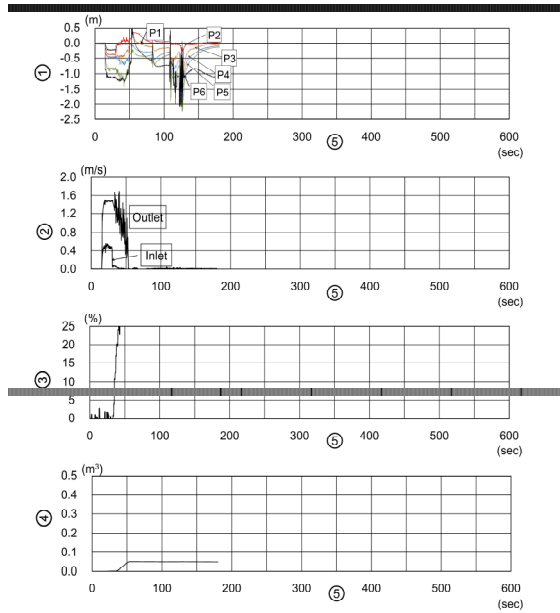 (m)
0.5
0.0
-0.5
-1.0
-1.5
-2.0
-2.5
①
P1
P2
P3
P4
P5
P6
0 100 200 300 400 500 600
⑤
(sec)
(m/s)
2.0
1.6
1.2
0.8
0.4
0.0
②
Outlet
Inlet
0 100 200 300 400 500 600
⑤
(sec)
(%)
25
20
15
10
5
0
③
0 100 200 300 400 500 600
⑤
(sec)
(m³)
0.5
0.4
0.3
0.2
0.1
0.0
④
0 100 200 300 400 500 600
⑤
(sec)